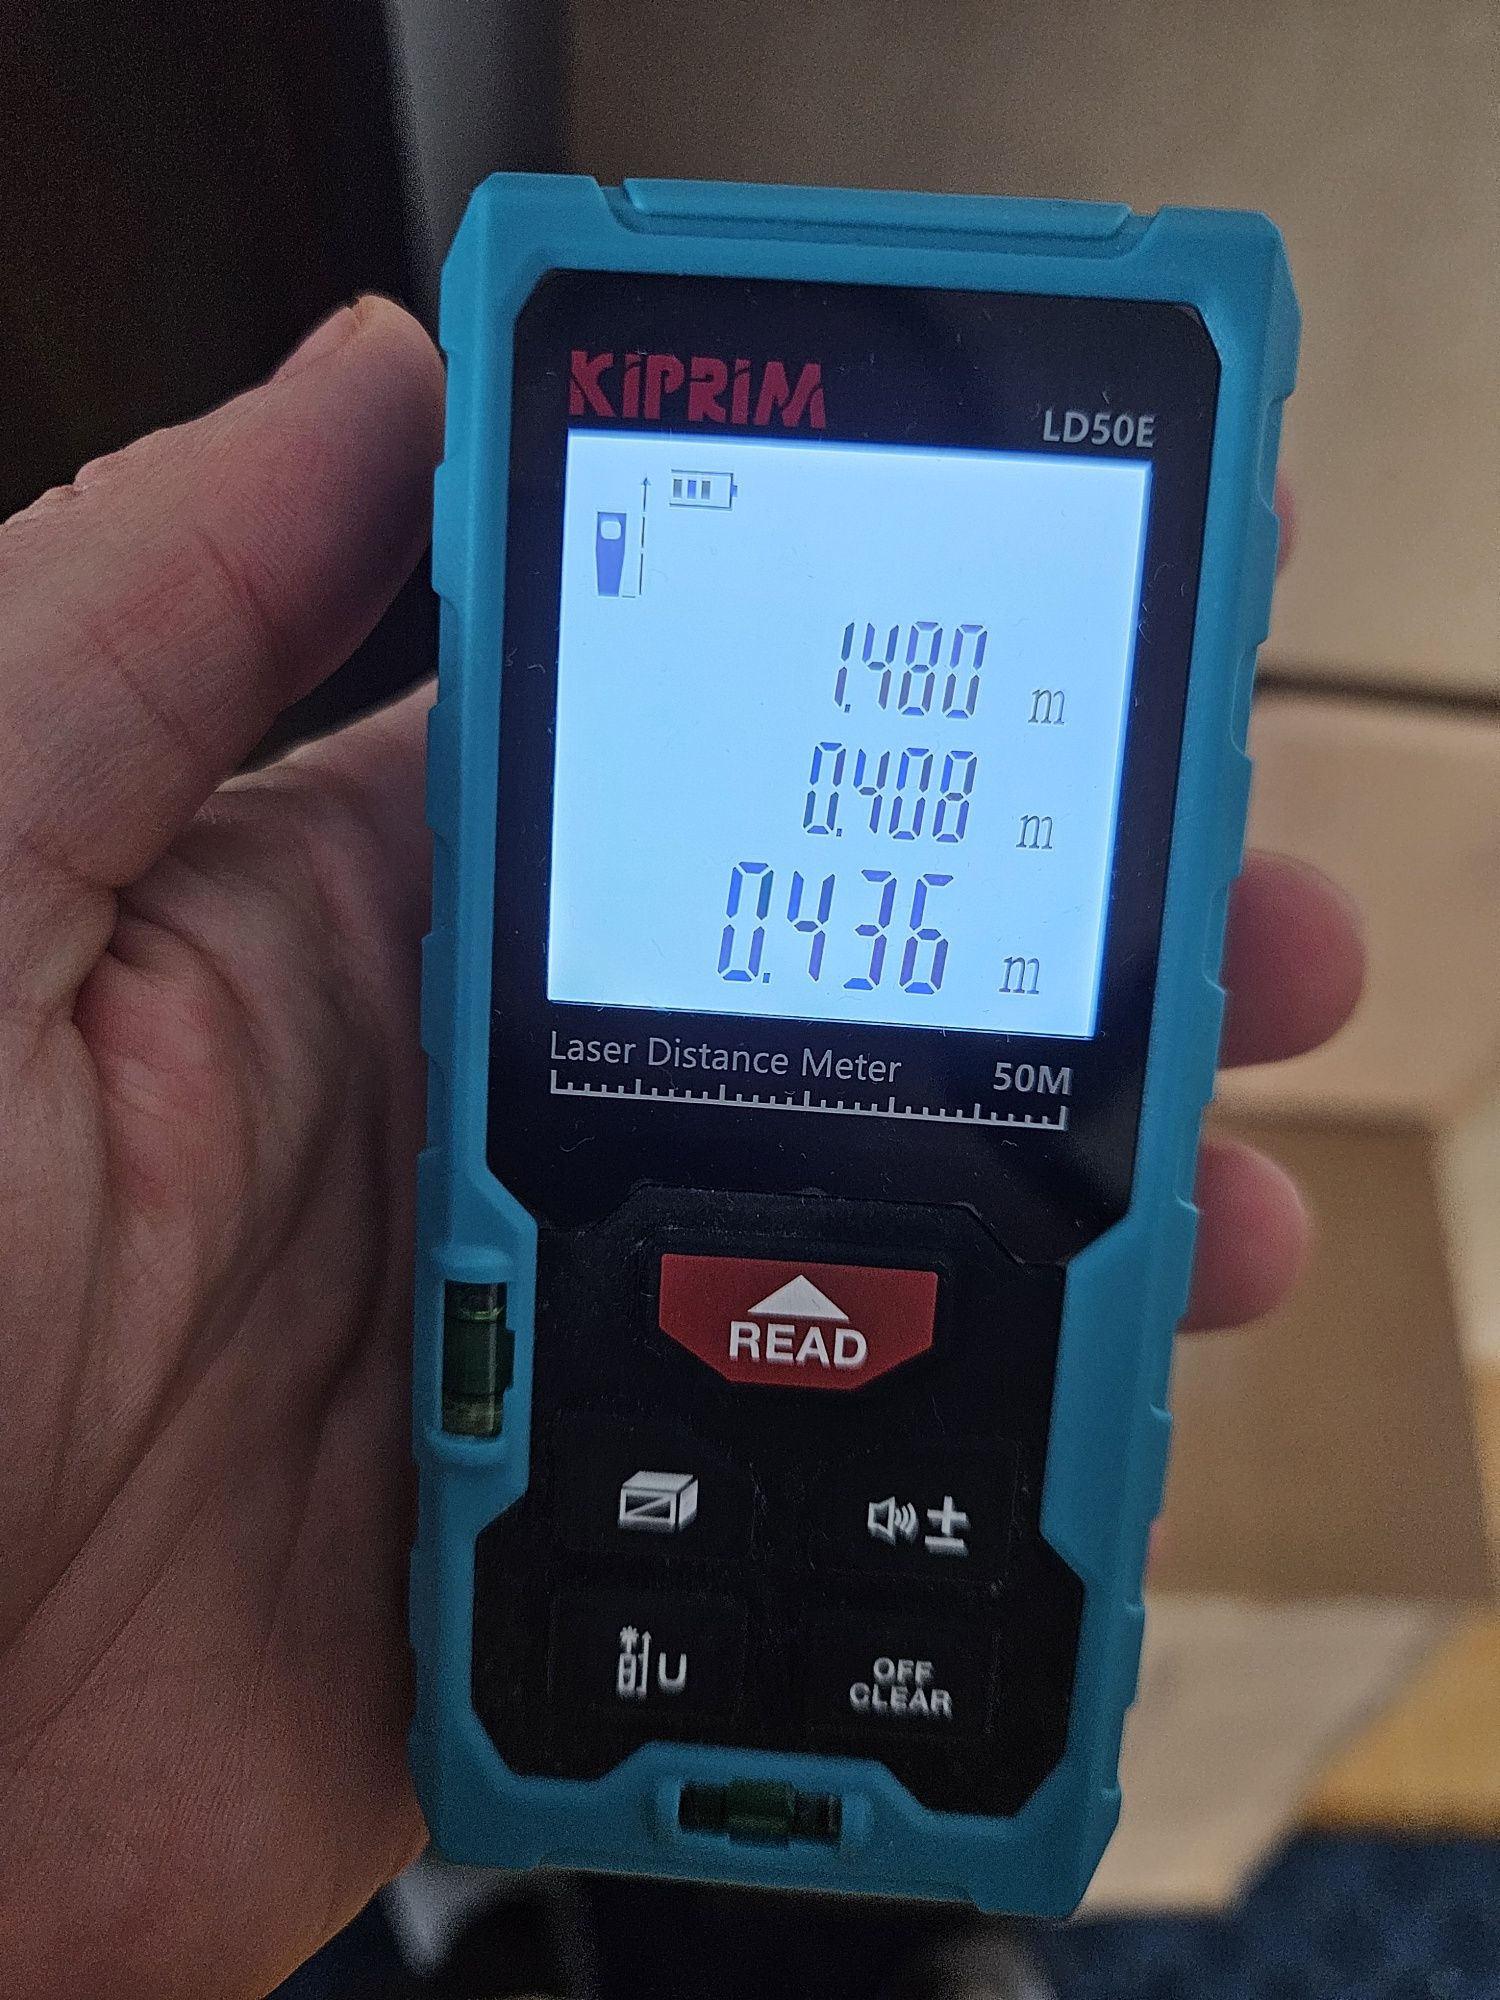 KiPRiM
LD50E
1.480 m
0.408 m
0.436 m
Laser Distance Meter 50M
READ
±
U
OFF
CLEAR